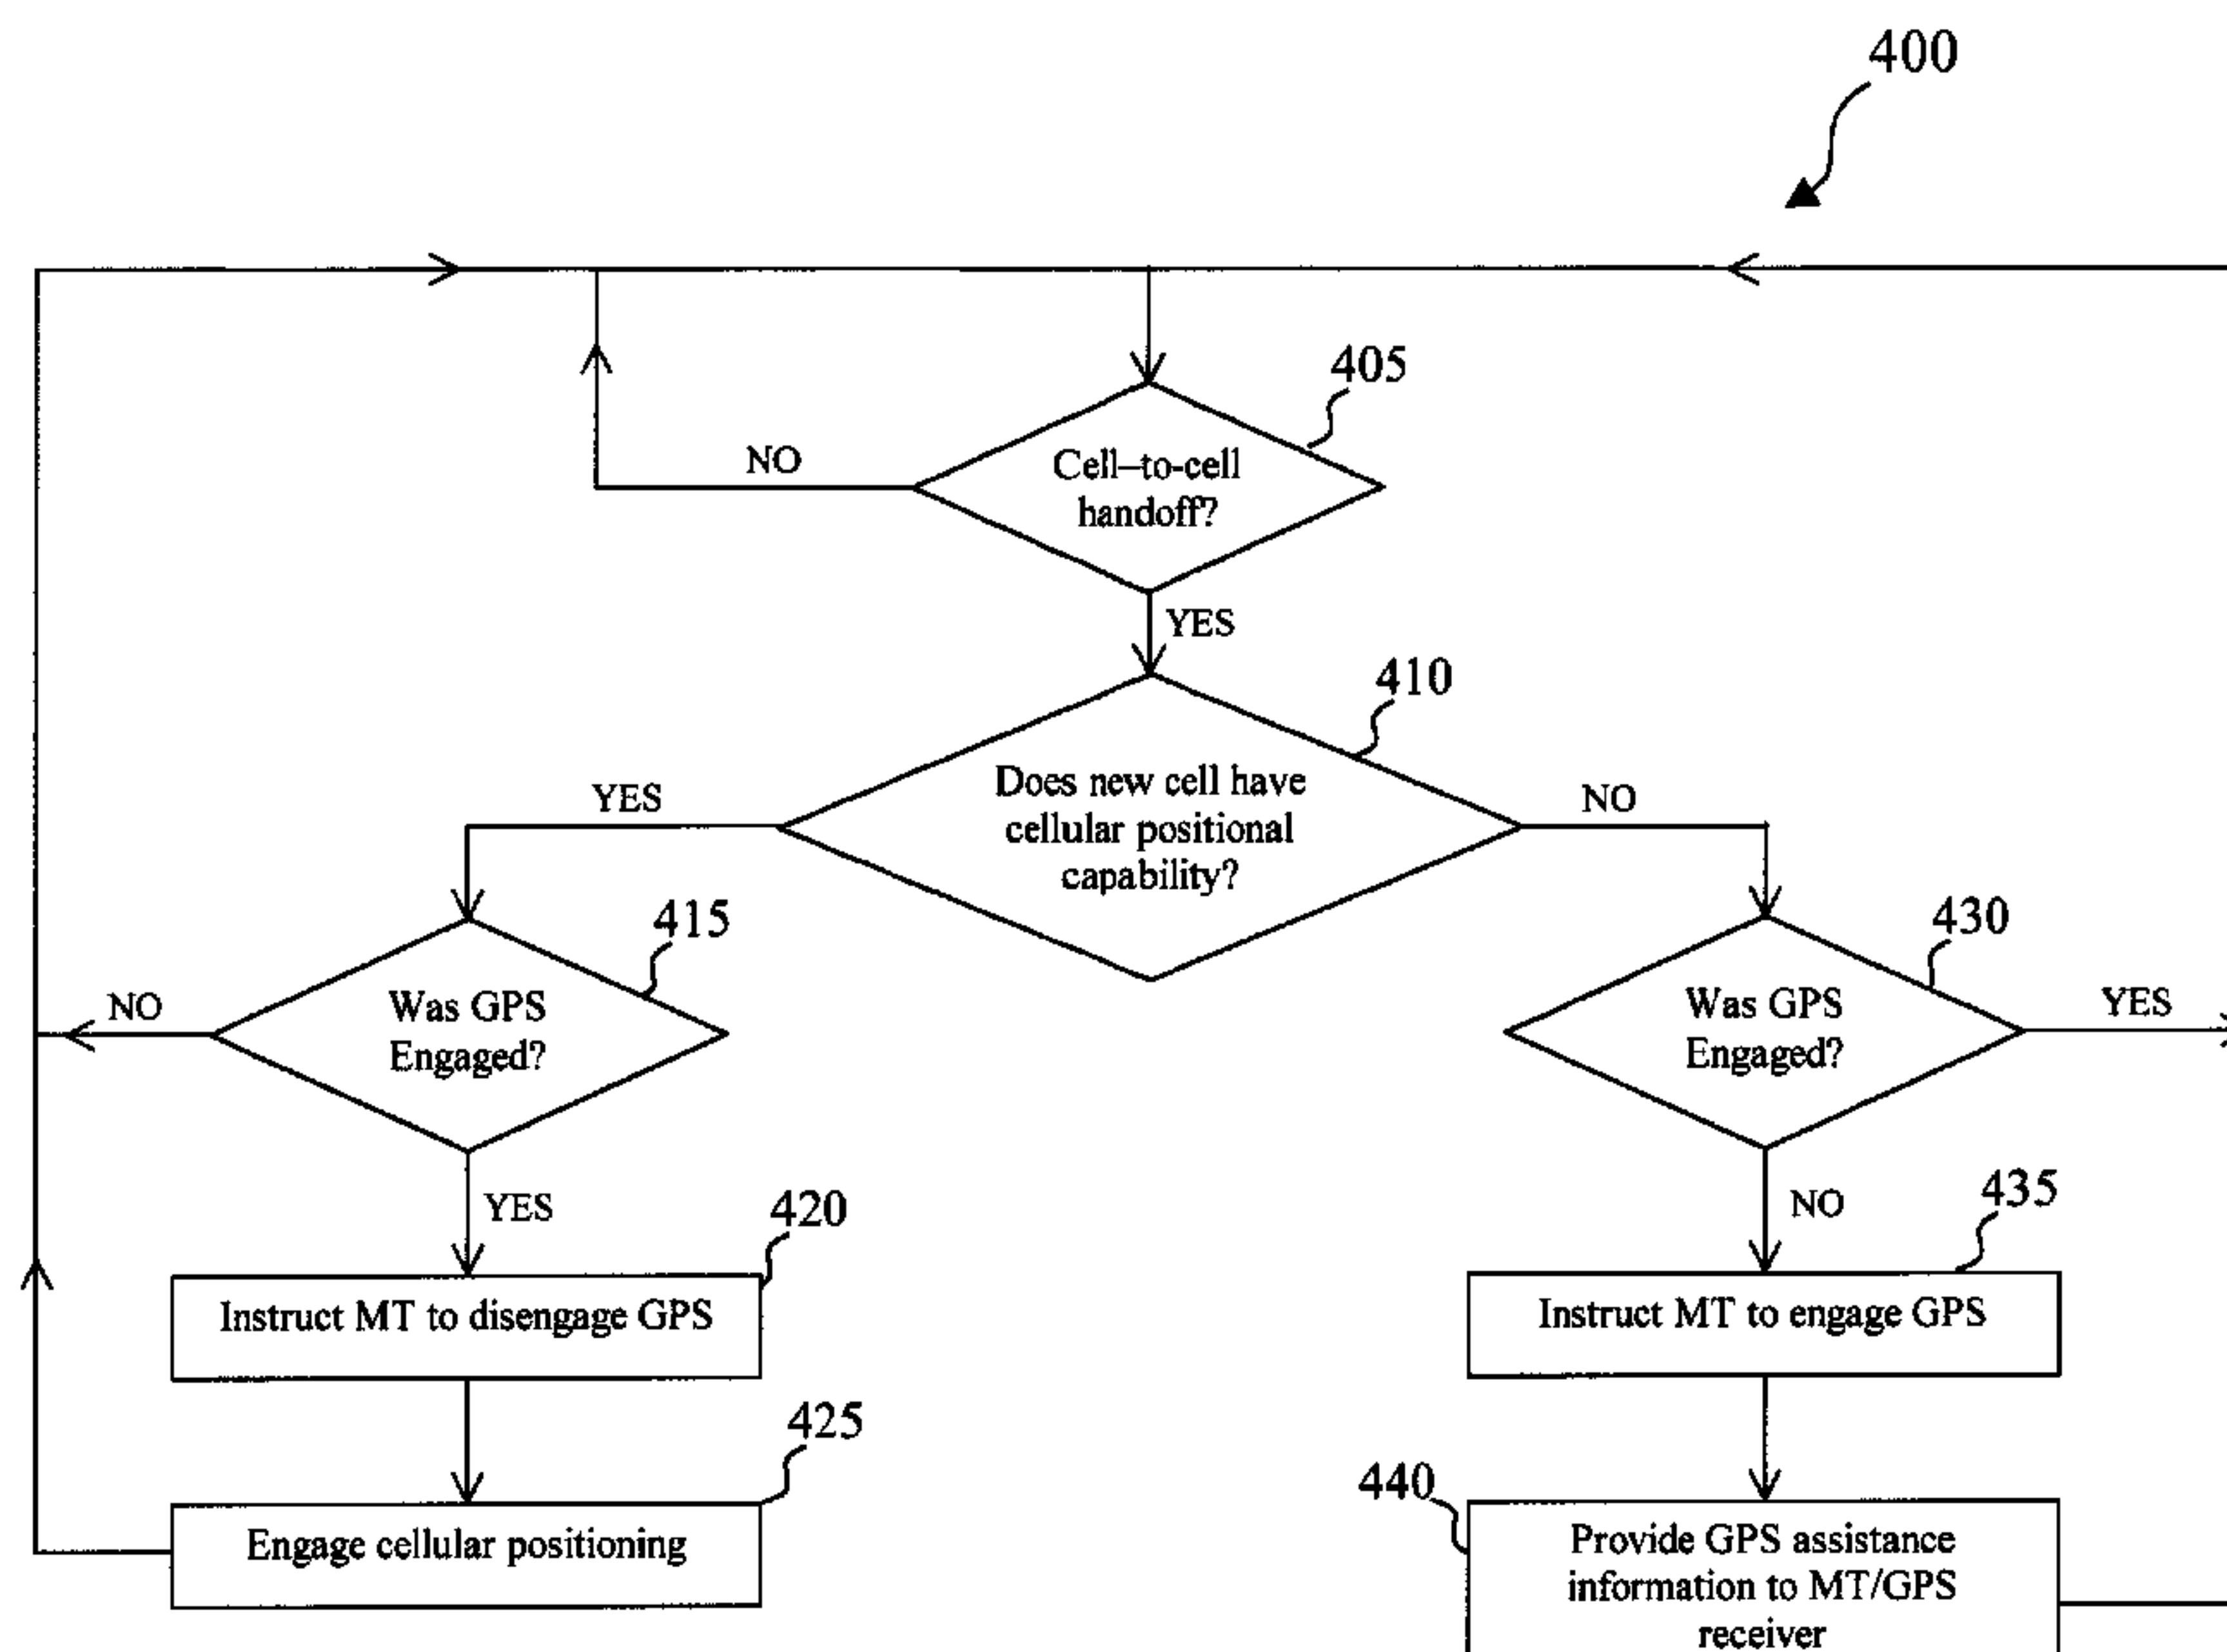 400
405
NO
Cell–to-cell
handoff?
YES
410
YES
Does new cell have
cellular positional
capability?
NO
415
430
NO
Was GPS
Engaged?
Was GPS
Engaged?
YES
YES
NO
420
435
Instruct MT to disengage GPS
Instruct MT to engage GPS
425
440
Engage cellular positioning
Provide GPS assistance
information to MT/GPS
receiver